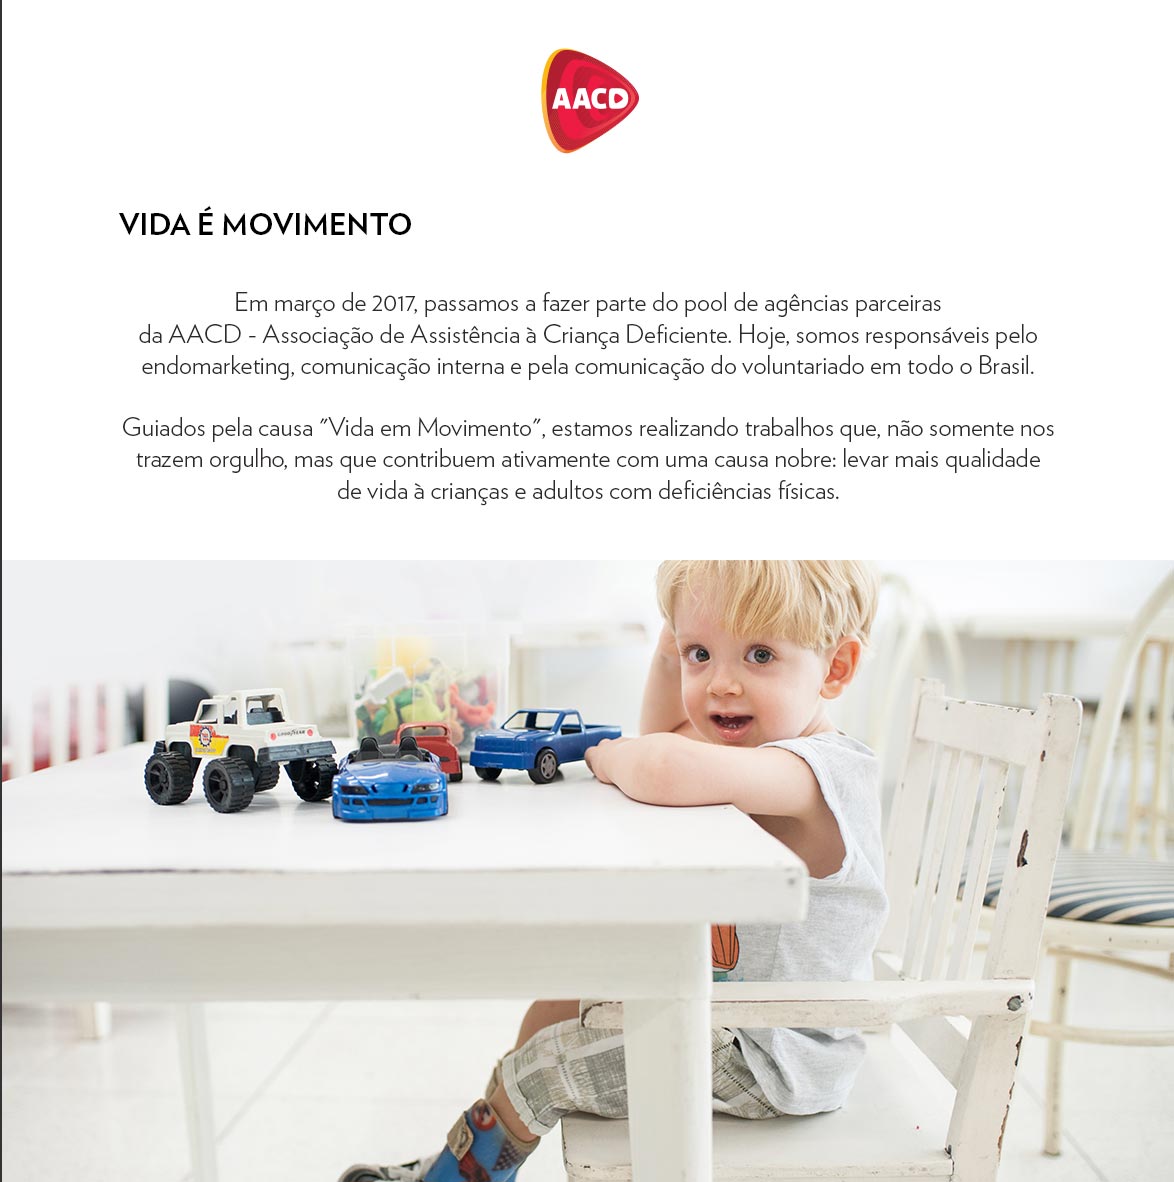 AACD
VIDA É MOVIMENTO
Em março de 2017, passamos a fazer parte do pool de agências parceiras
da AACD - Associação de Assistência à Criança Deficiente. Hoje, somos responsáveis pelo
endomarketing, comunicação interna e pela comunicação do voluntariado em todo o Brasil.
Guiados pela causa "Vida em Movimento", estamos realizando trabalhos que, não somente nos
trazem orgulho, mas que contribuem ativamente com uma causa nobre: levar mais qualidade
de vida à crianças e adultos com deficiências físicas.
GOODYEAR